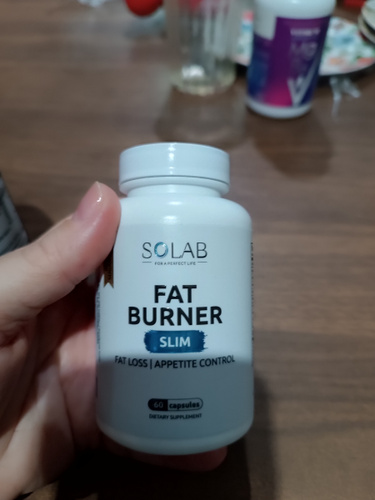 SOLAB
FOR A PERFECT LIFE
FAT
BURNER
SLIM
FAT LOSS | APPETITE CONTROL
60 capsules
DIETARY SUPPLEMENT